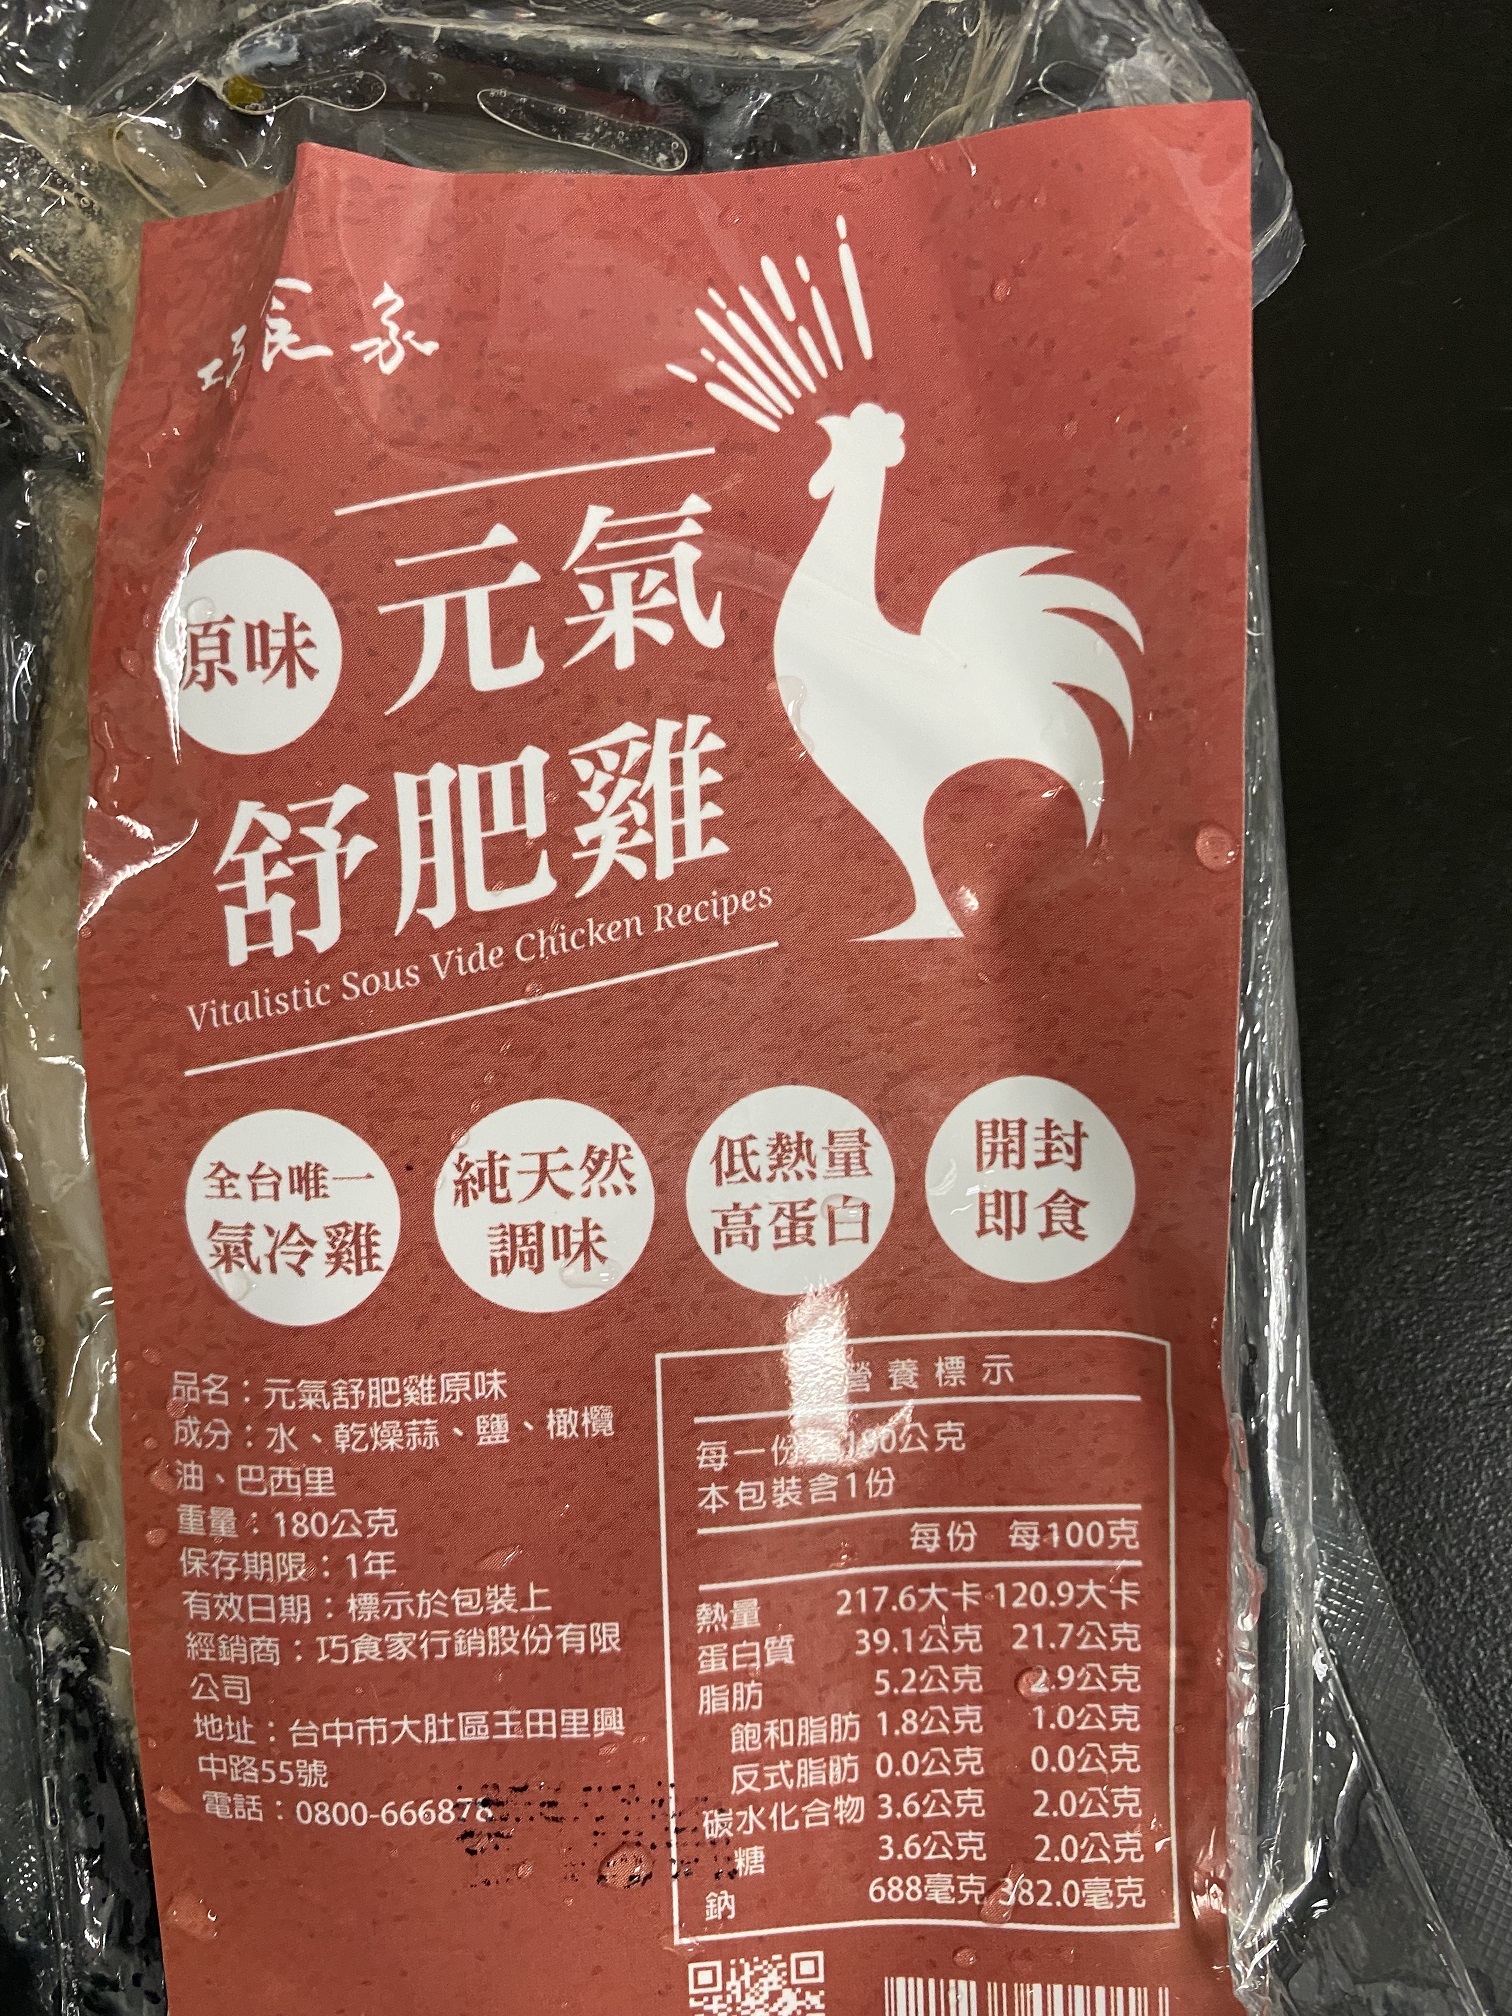 巧食家
原味
元氣
舒肥雞
Vitalistic Sous Vide Chicken Recipes
全台唯一
氣冷雞
純天然
調味
低熱量
高蛋白
開封
即食
品名：元氣舒肥雞原味
成分：水、乾燥蒜、鹽、橄欖
油、巴西里
重量：180公克
保存期限：1年
有效日期：標示於包裝上
經銷商：巧食家行銷股份有限
公司
地址：台中市大肚區王田里興
中路55號
電話：0800-666878
營養標示
每一份 180公克
本包裝含1份
每份 每100克
熱量 217.6大卡 120.9大卡
蛋白質 39.1公克 21.7公克
脂肪 5.2公克 2.9公克
飽和脂肪 1.8公克 1.0公克
反式脂肪 0.0公克 0.0公克
碳水化合物 3.6公克 2.0公克
糖 3.6公克 2.0公克
鈉 688毫克 382.0毫克